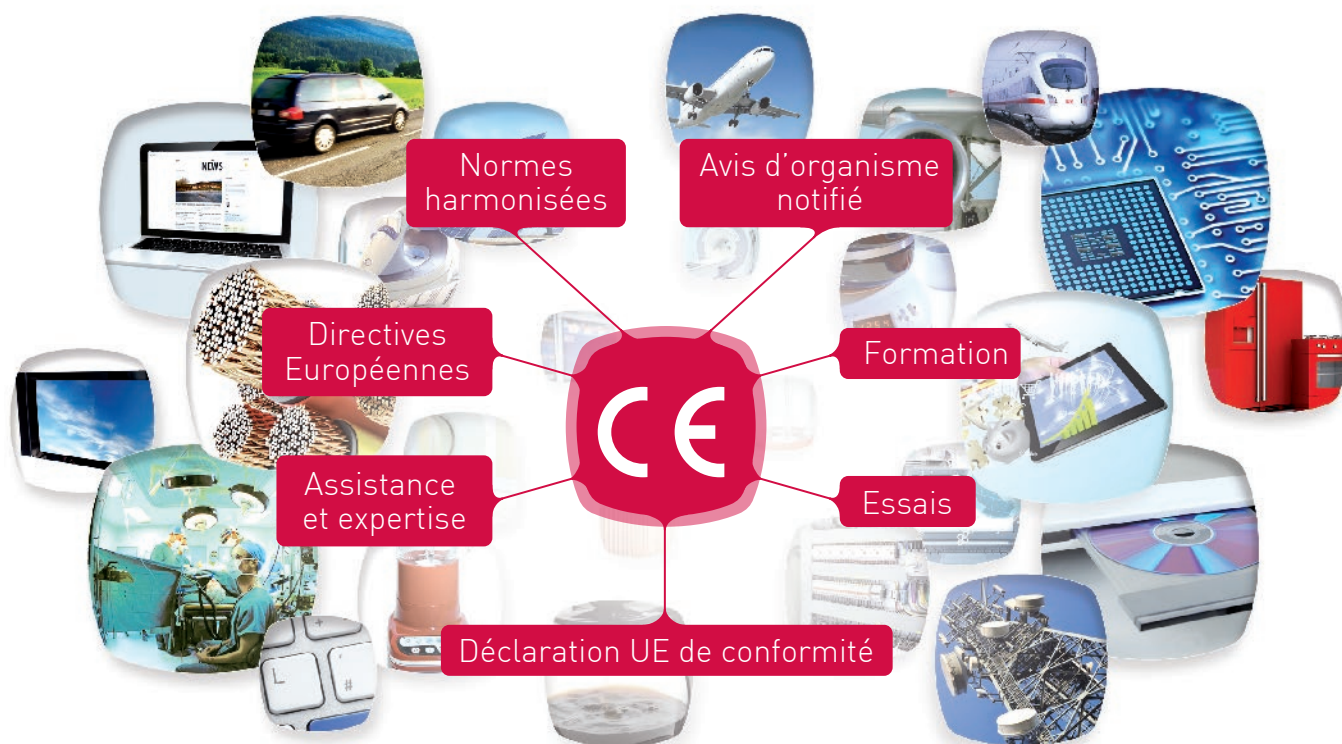 NEWS
Normes
harmonisées
Avis d'organisme
notifié
Directives
Européennes
Formation
CE
Assistance
et expertise
Essais
Déclaration UE de conformité
L
+
#